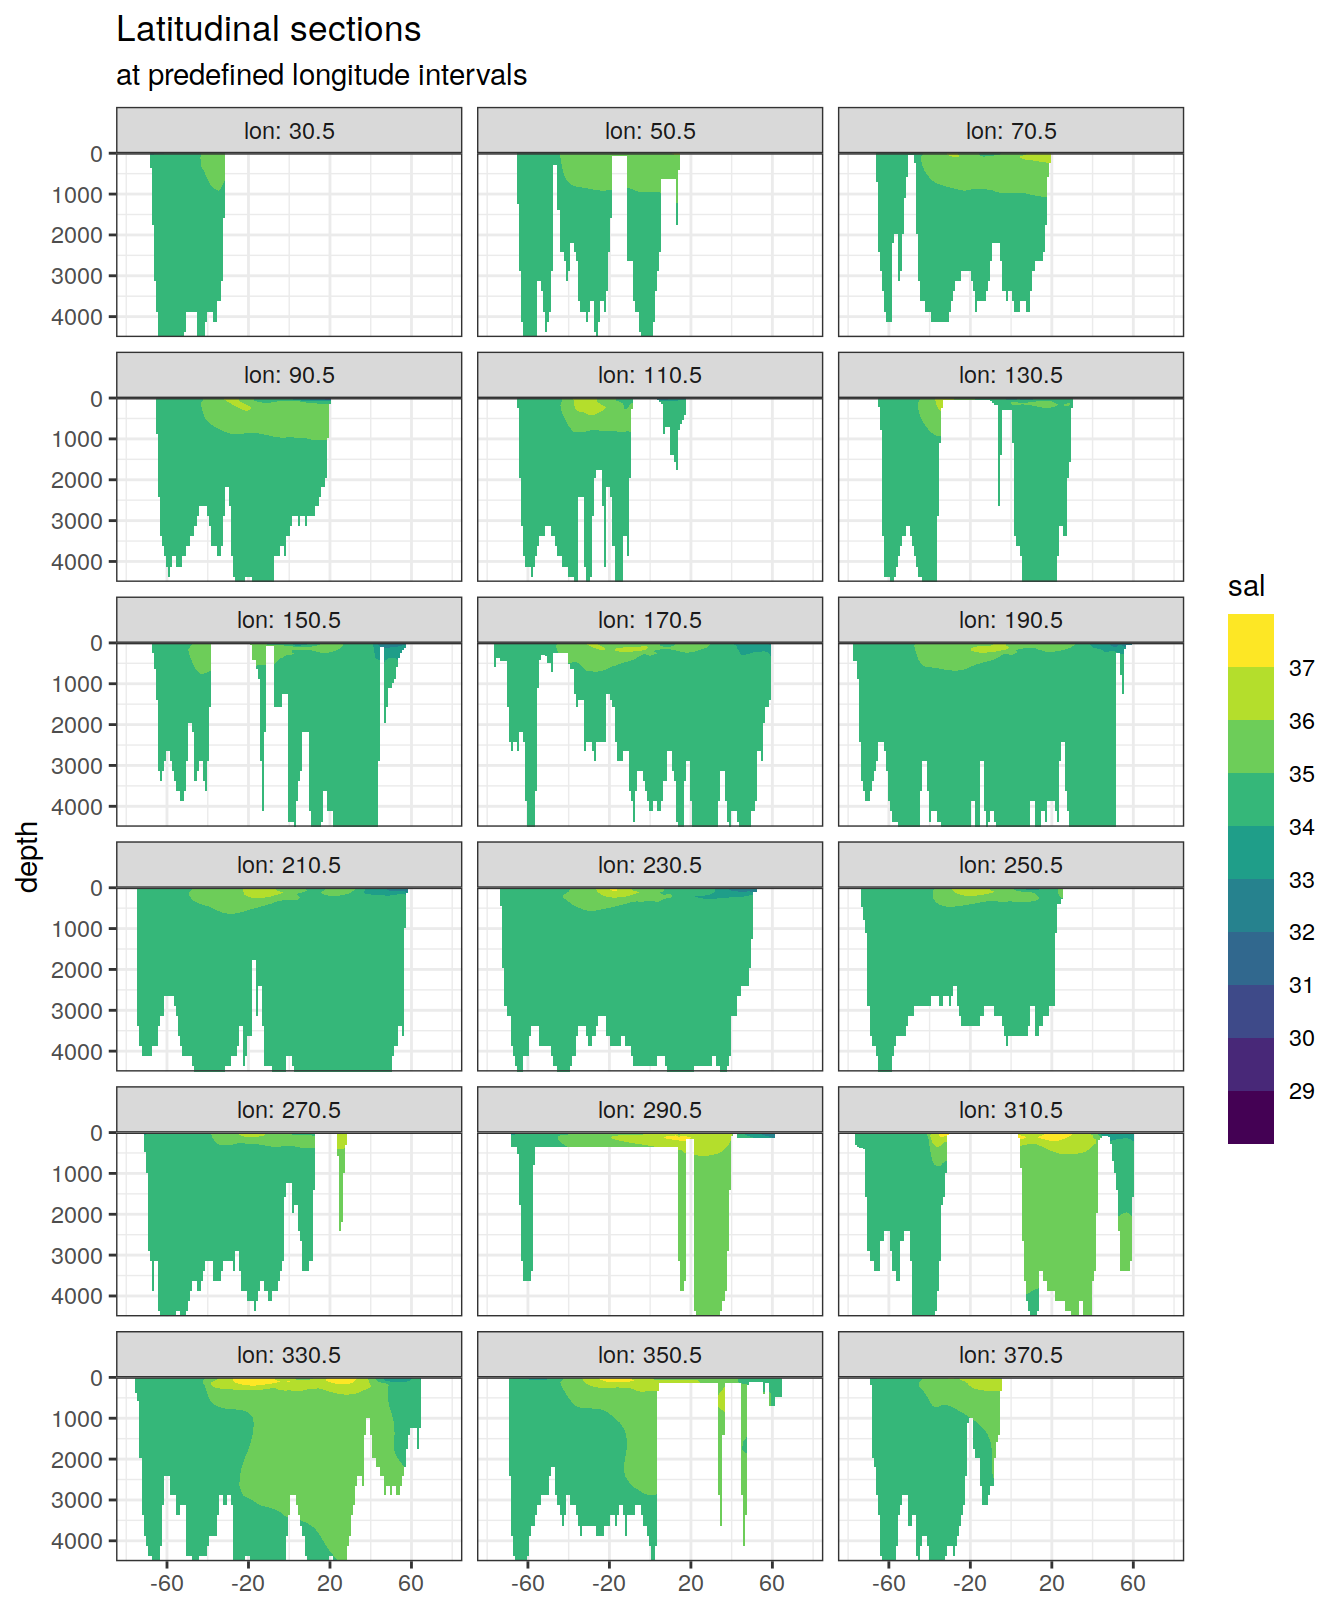 Latitudinal sections
at predefined longitude intervals
lon: 30.5
lon: 50.5
lon: 70.5
0
1000
2000
3000
4000
lon: 90.5
lon: 110.5
lon: 130.5
0
1000
2000
3000
4000
lon: 150.5
lon: 170.5
lon: 190.5
0
1000
2000
3000
4000
lon: 210.5
lon: 230.5
lon: 250.5
0
1000
2000
3000
4000
lon: 270.5
lon: 290.5
lon: 310.5
0
1000
2000
3000
4000
lon: 330.5
lon: 350.5
lon: 370.5
0
1000
2000
3000
4000
-60 -20 20 60
-60 -20 20 60
-60 -20 20 60
depth
sal
37
36
35
34
33
32
31
30
29